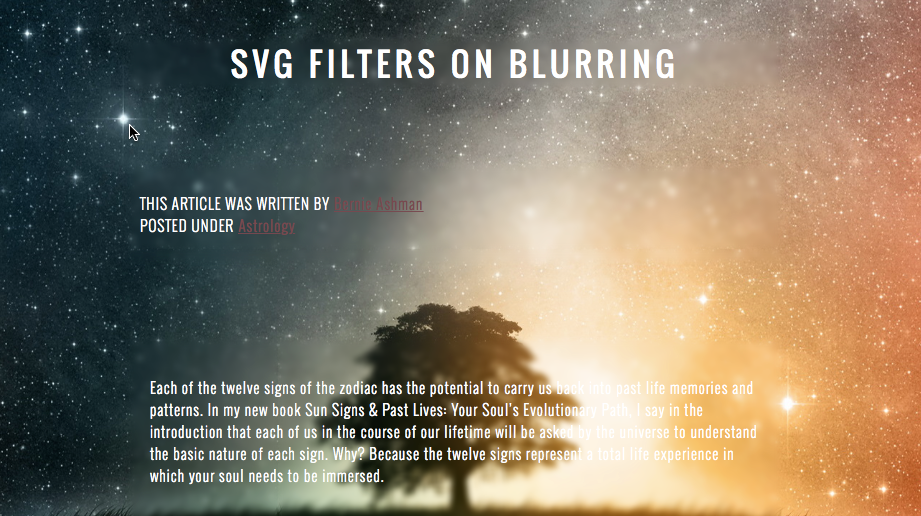 SVG FILTERS ON BLURRING
THIS ARTICLE WAS WRITTEN BY Ashman
POSTED UNDER Astrology
Each of the twelve signs of the zodiac has the potential to carry us back into past life memories and
patterns. In my new book Sun Signs & Past Lives: Your Soul's Evolutionary Path, I say in the
introduction that each of us in the course of our lifetime will be asked by the universe to understand
the basic nature of each sign. Why? Because the twelve signs represent a total life experience in
which your soul needs to be immersed.